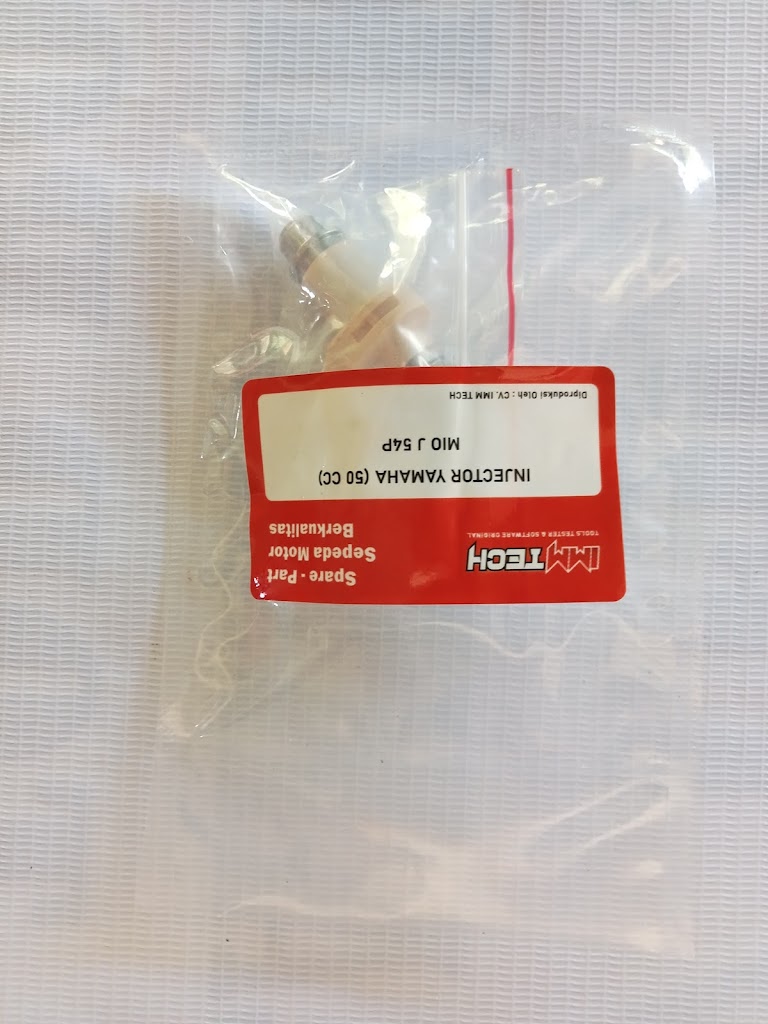 IMM TECH
TOOLS TESTER & SOFTWARE ORIGINAL
Spare - Part
Sepeda Motor
Berkualitas
INJECTOR YAMAHA (50 CC)
MIO J 54P
Diproduksi Oleh : CV. IMM TECH